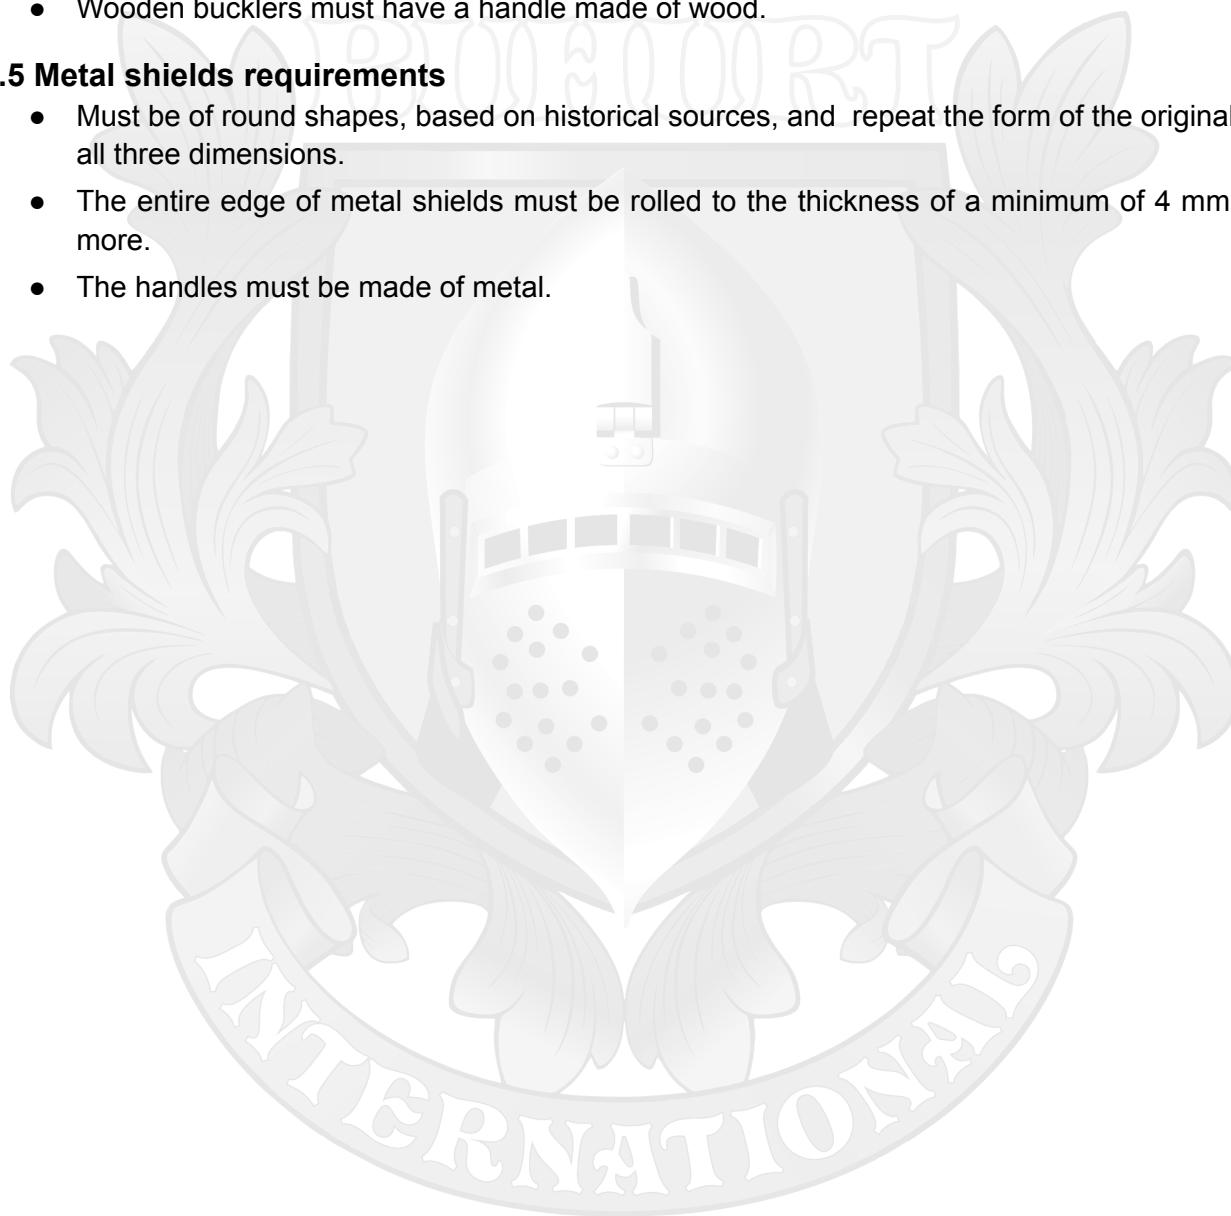 ● Wooden bucklers must have a handle made of wood.
.5 Metal shields requirements
● Must be of round shapes, based on historical sources, and  repeat the form of the original
all three dimensions.
● The entire edge of metal shields must be rolled to the thickness of a minimum of 4 mm
more.
● The handles must be made of metal.
BUHURT
INTERNATIONAL